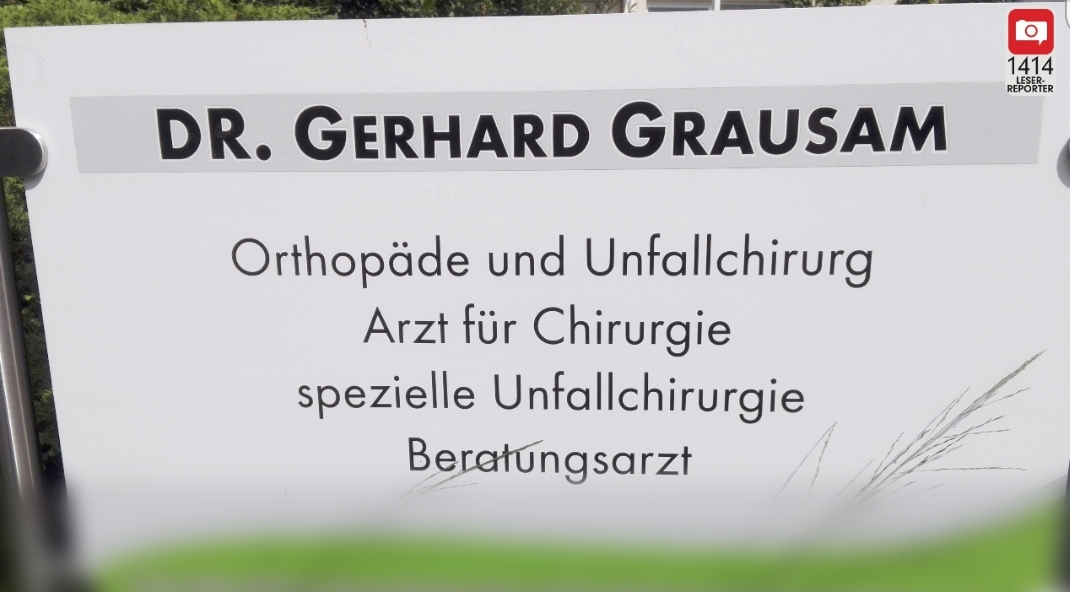 1414
LESER-
REPORTER
DR. GERHARD GRAUSAM
Orthopäde und Unfallchirurg
Arzt für Chirurgie
spezielle Unfallchirurgie
Beratungsarzt